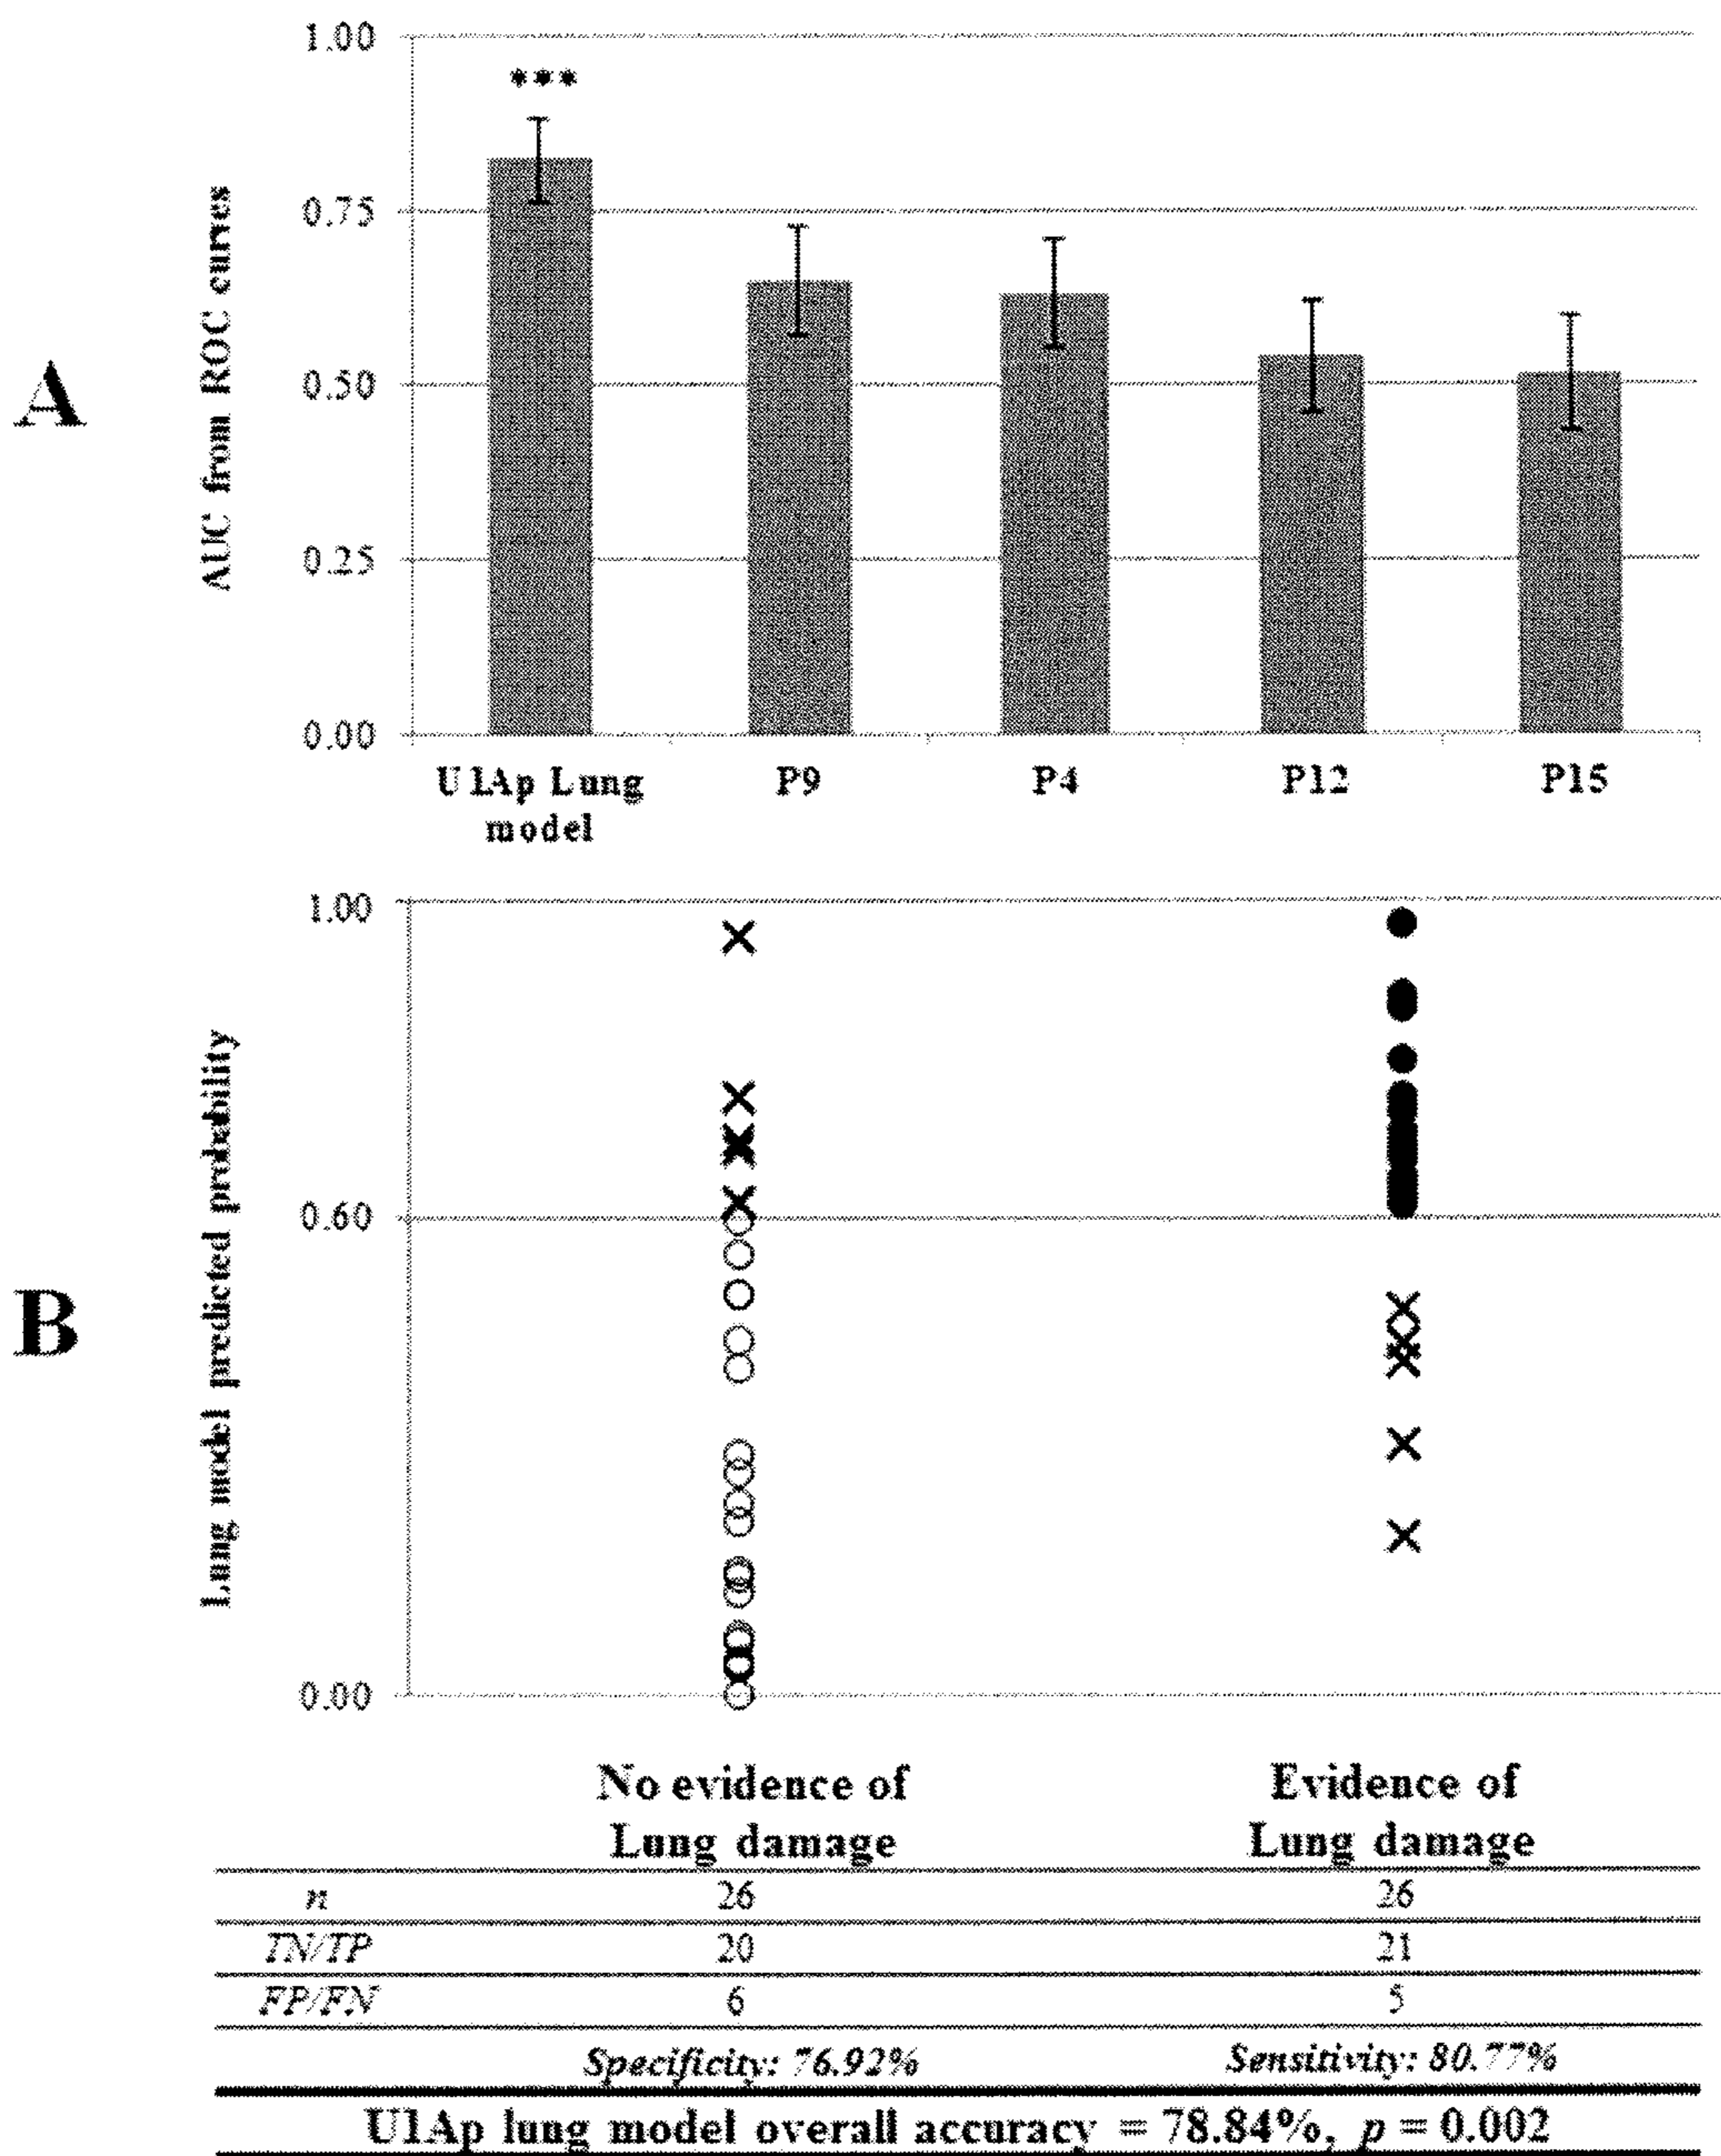 A
AUC from ROC curves
1.00
0.75
0.50
0.25
0.00
***
U1Ap Lung
model
P9
P4
P12
P15
B
Lung model predicted probability
1.00
0.60
0.00
No evidence of
Lung damage
Evidence of
Lung damage
n 26 26
TN/TP 20 21
FP/FN 6 5
Specificity: 76.92% Sensitivity: 80.77%
U1Ap lung model overall accuracy = 78.84%, p = 0.002